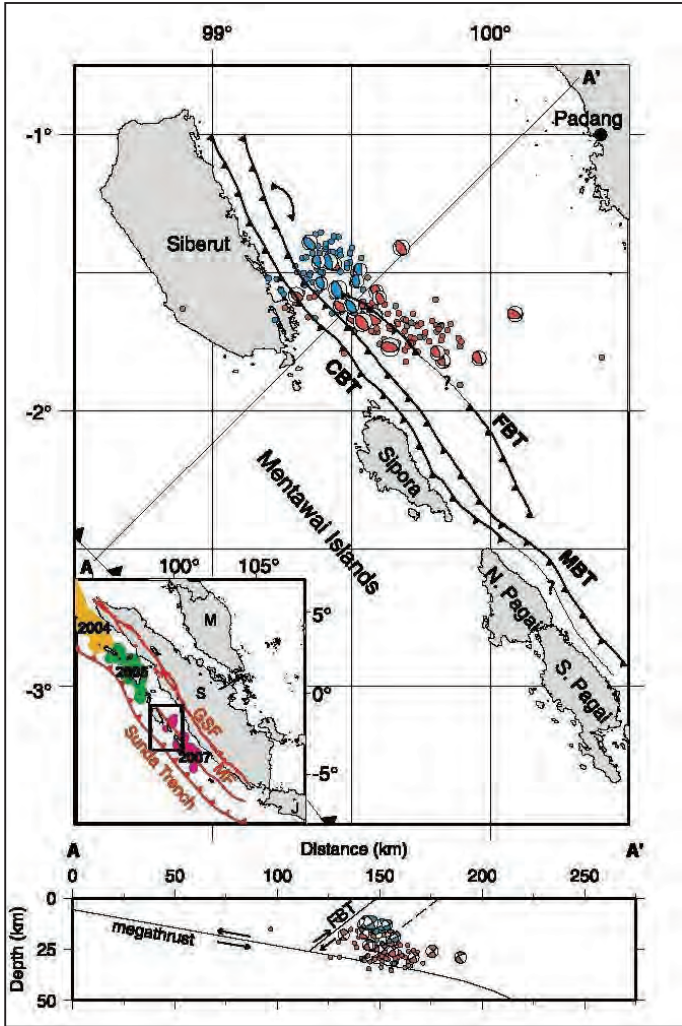 99°
100°
A'
Padang
-1°
Siberut
CBT
?
FBT
-2°
Sipora
Mentawai Islands
MBT
?
N. Pagai
S. Pagai
-3°
A
100°
105°
5°
0°
-5°
M
2004
S
GSF
MF
2007
Sunda Trench
J
A
Distance (km)
A'
0
50
100
150
200
250
Depth (km)
0
25
50
megathrust
FBT